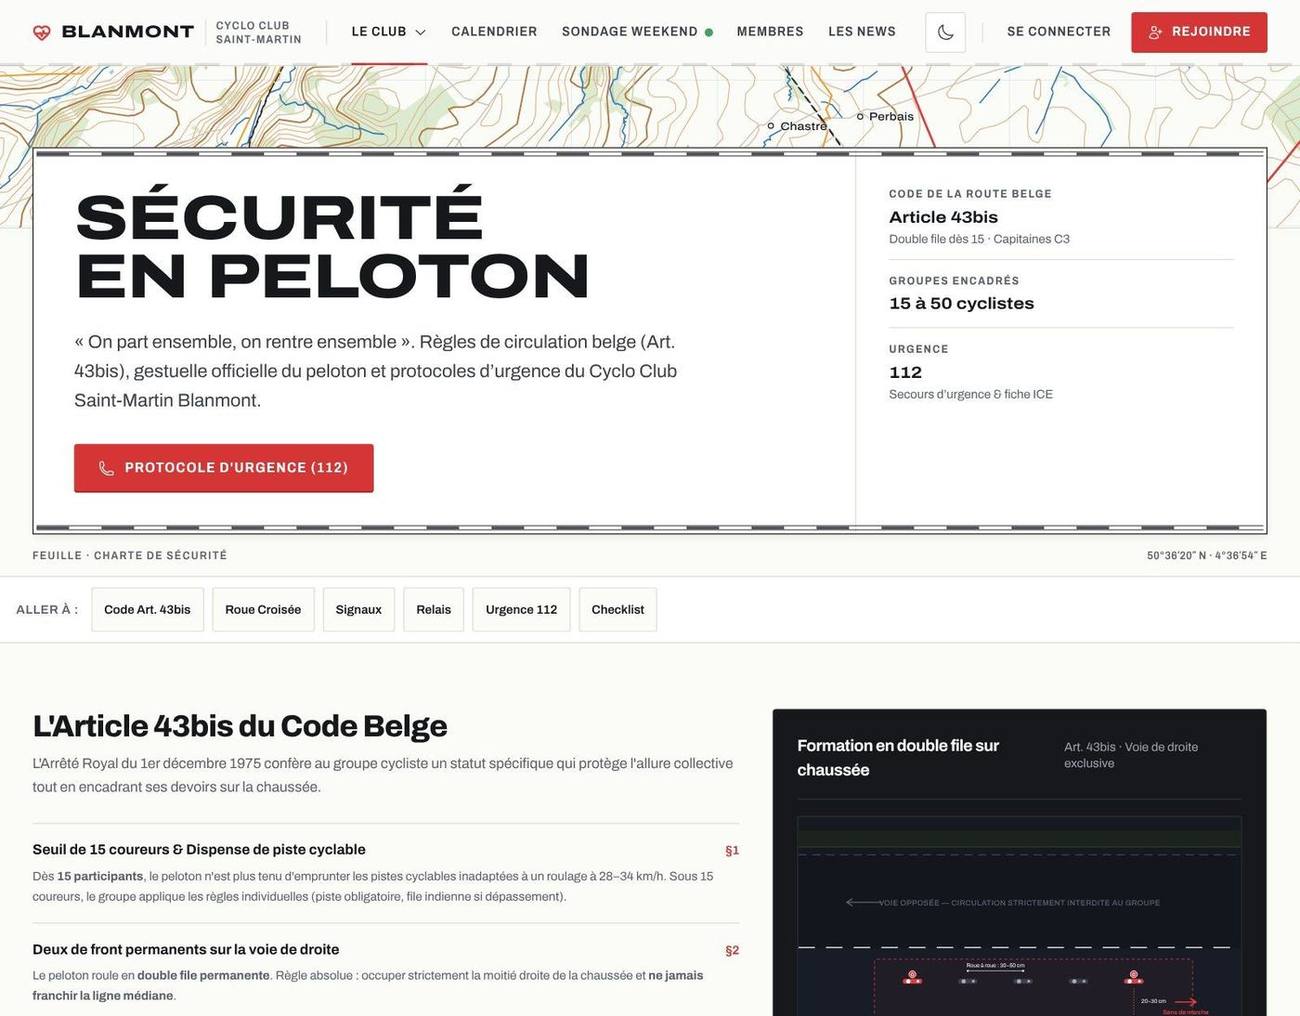 BLANMONT
CYCLO CLUB
SAINT-MARTIN
LE CLUB
CALENDRIER
SONDAGE WEEKEND
MEMBRES
LES NEWS
SE CONNECTER
REJOINDRE
Chastre
Perbais
SÉCURITÉ
EN PELOTON
« On part ensemble, on rentre ensemble ». Règles de circulation belge (Art.
43bis), gestuelle officielle du peloton et protocoles d'urgence du Cyclo Club
Saint-Martin Blanmont.
PROTOCOLE D'URGENCE (112)
CODE DE LA ROUTE BELGE
Article 43bis
Double file dès 15 · Capitaines C3
GROUPES ENCADRÉS
15 à 50 cyclistes
URGENCE
112
Secours d'urgence & fiche ICE
FEUILLE · CHARTE DE SÉCURITÉ
50°36'20" N · 4°36'54" E
ALLER À :
Code Art. 43bis
Roue Croisée
Signaux
Relais
Urgence 112
Checklist
L'Article 43bis du Code Belge
L'Arrêté Royal du 1er décembre 1975 confère au groupe cycliste un statut spécifique qui protège l'allure collective
tout en encadrant ses devoirs sur la chaussée.
Seuil de 15 coureurs & Dispense de piste cyclable
§1
Dès 15 participants, le peloton n'est plus tenu d'emprunter les pistes cyclables inadaptées à un roulage à 28–34 km/h. Sous 15
coureurs, le groupe applique les règles individuelles (piste obligatoire, file indienne si dépassement).
Deux de front permanents sur la voie de droite
§2
Le peloton roule en double file permanente. Règle absolue : occuper strictement la moitié droite de la chaussée et ne jamais
franchir la ligne médiane.
Formation en double file sur
chaussée
Art. 43bis · Voie de droite
exclusive
VOIE OPPOSÉE — CIRCULATION STRICTEMENT INTERDITE AU GROUPE
Roue à roue : 30–50 cm
20–30 cm
Sens de marche